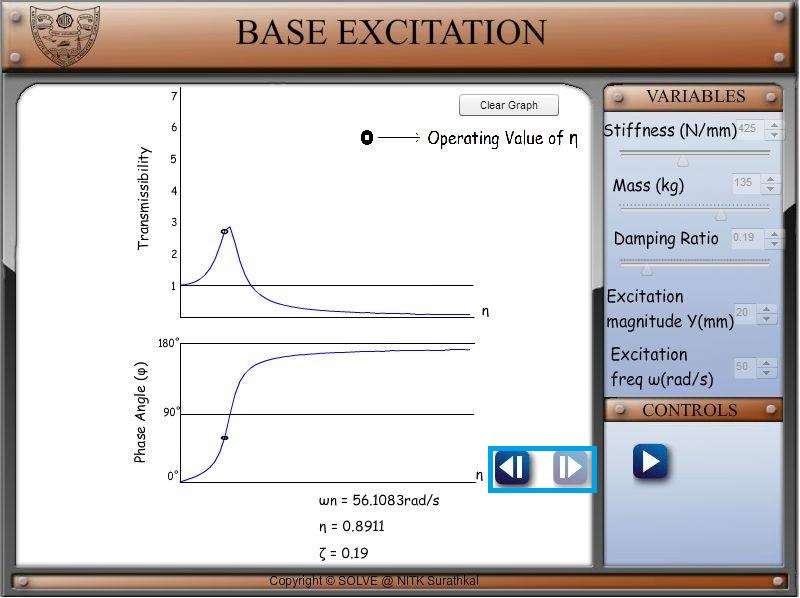 BASE EXCITATION
Clear Graph
Operating Value of η
Transmissibility
7
6
5
4
3
2
1
η
Phase Angle (φ)
180°
90°
0°
η
ωn = 56.1083rad/s
η = 0.8911
ζ = 0.19
VARIABLES
Stiffness (N/mm) 425
Mass (kg) 135
Damping Ratio 0.19
Excitation
magnitude Y(mm) 20
Excitation
freq ω(rad/s) 50
CONTROLS
Copyright © SOLVE @ NITK Surathkal